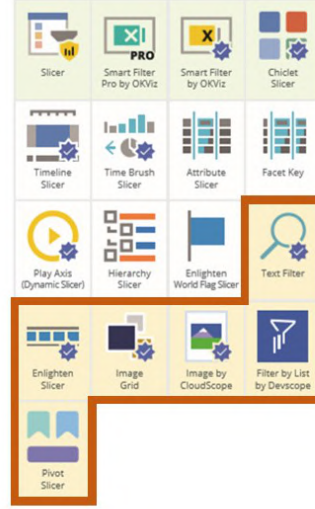 Slicer
Smart Filter
Pro by OKViz
PRO
Smart Filter
by OKViz
X
Chiclet
Slicer
Timeline
Slicer
Time Brush
Slicer
Attribute
Slicer
Facet Key
Play Axis
(Dynamic Slicer)
Hierarchy
Slicer
Enlighten
World Flag Slicer
Text Filter
Enlighten
Slicer
Image
Grid
Image by
CloudScope
Filter by List
by Devscope
Pivot
Slicer